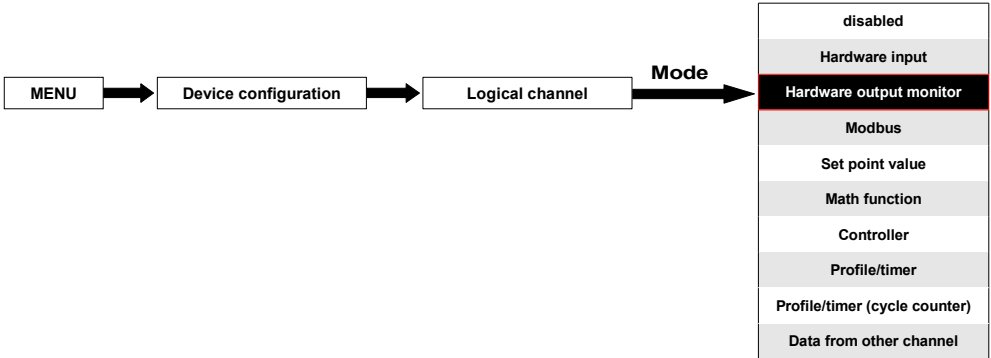 MENU
Device configuration
Logical channel
Mode
disabled
Hardware input
Hardware output monitor
Modbus
Set point value
Math function
Controller
Profile/timer
Profile/timer (cycle counter)
Data from other channel